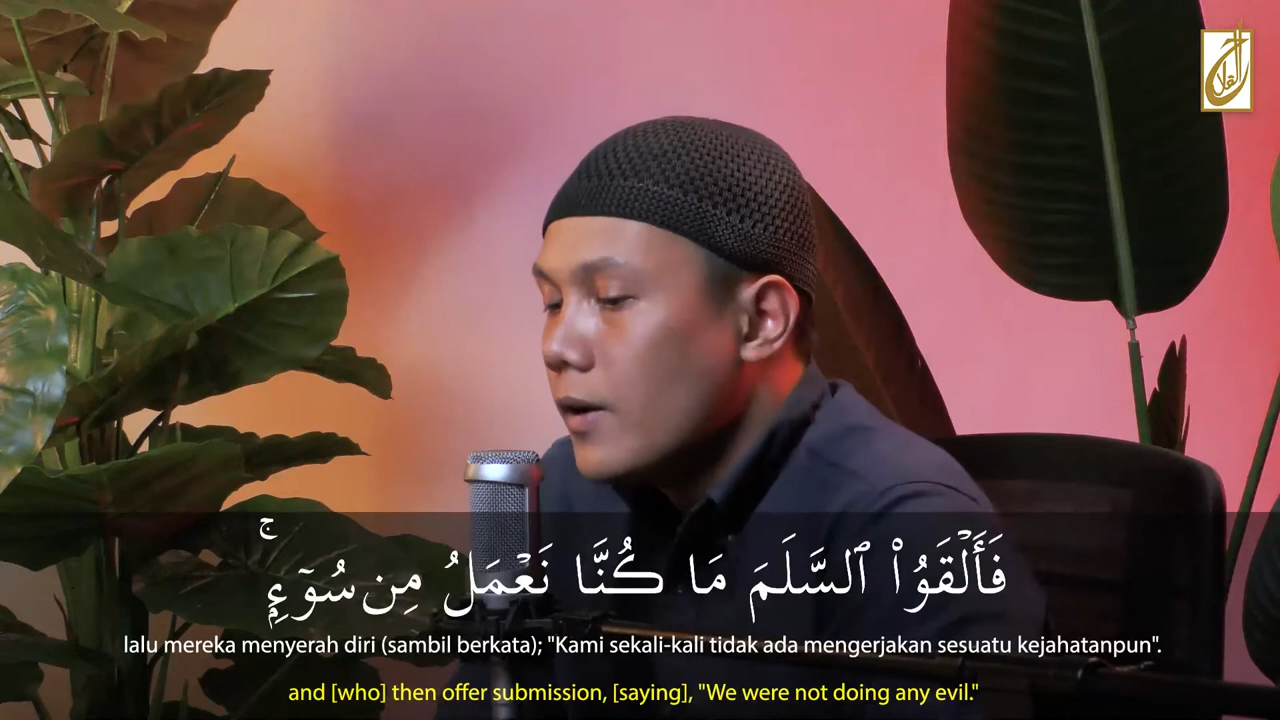 فَأَلْقَوُا۟ ٱلسَّلَمَ مَا كُنَّا نَعْمَلُ مِن سُوٓءٍۭ ۚ
lalu mereka menyerah diri (sambil berkata); "Kami sekali-kali tidak ada mengerjakan sesuatu kejahatanpun".
and [who] then offer submission, [saying], "We were not doing any evil."